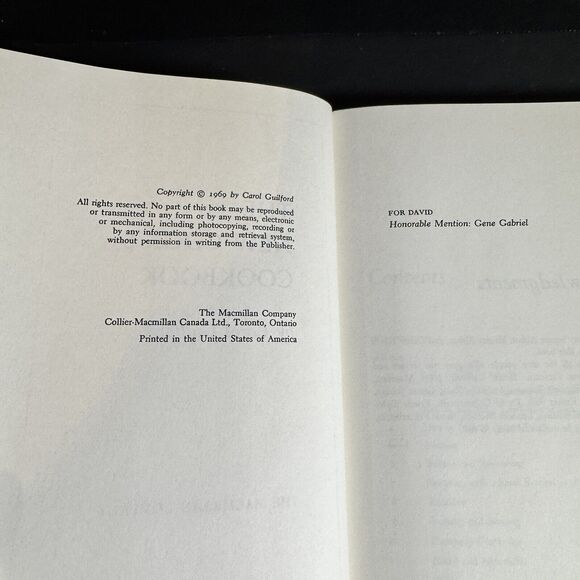 Copyright © 1969 by Carol Guilford
All rights reserved. No part of this book may be reproduced
or transmitted in any form or by any means, electronic
or mechanical, including photocopying, recording or
by any information storage and retrieval system,
without permission in writing from the Publisher.
The Macmillan Company
Collier-Macmillan Canada Ltd., Toronto, Ontario
Printed in the United States of America
FOR DAVID
Honorable Mention: Gene Gabriel